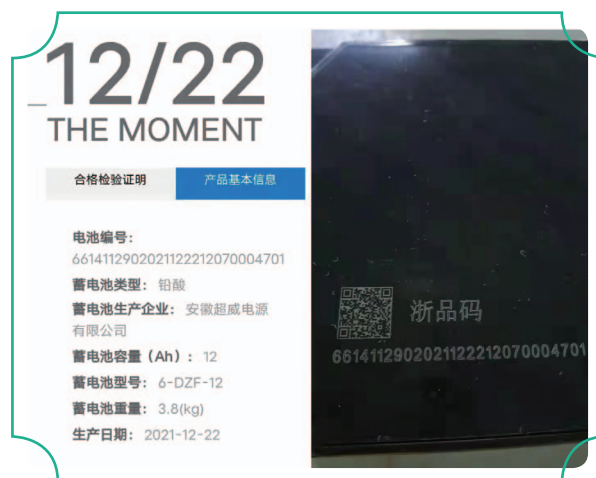 12/22
THE MOMENT
合格检验证明
产品基本信息
电池编号：
66141129020211222212070004701
蓄电池类型： 铅酸
蓄电池生产企业： 安徽超威电源
有限公司
蓄电池容量（Ah）： 12
蓄电池型号： 6-DZF-12
蓄电池重量： 3.8(kg)
生产日期： 2021-12-22
浙品码
66141129020211222212070004701